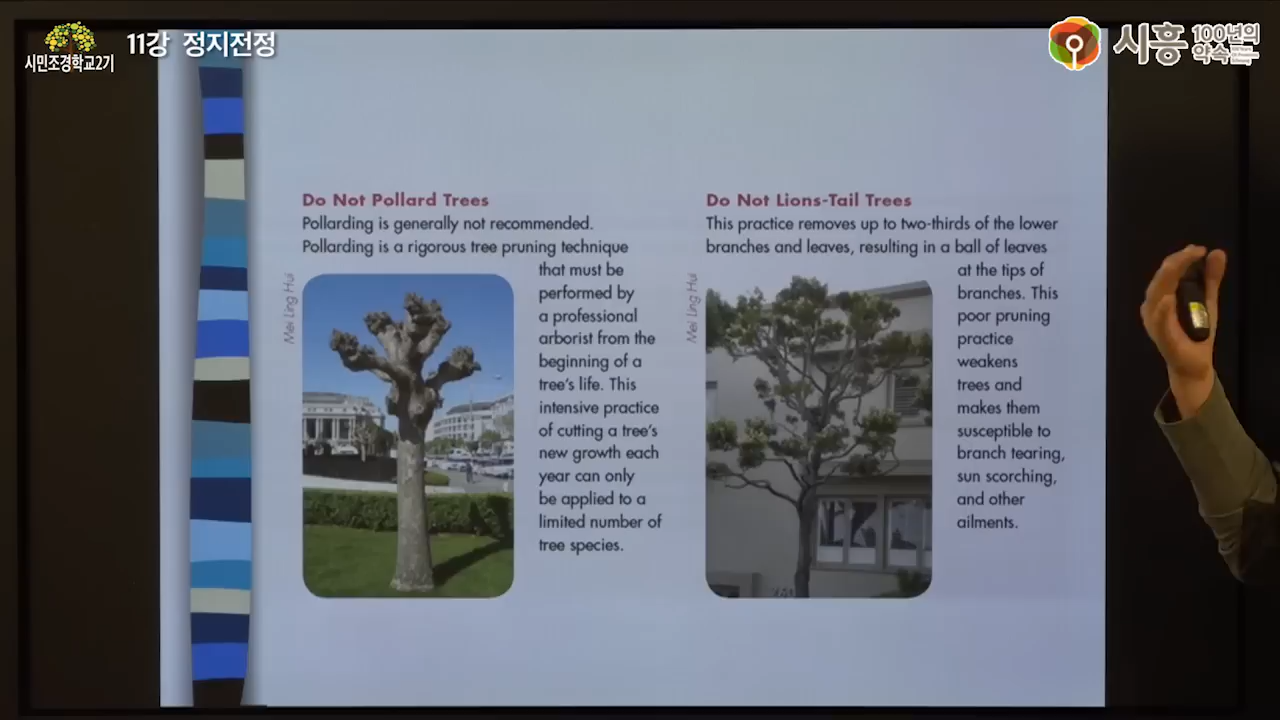 시민조경학교2기
11강 정지전정
시흥
100년의
약속
Do Not Pollard Trees
Pollarding is generally not recommended.
Pollarding is a rigorous tree pruning technique
that must be
performed by
a professional
arborist from the
beginning of a
tree's life. This
intensive practice
of cutting a tree's
new growth each
year can only
be applied to a
limited number of
tree species.
Mei Ling Hui
Do Not Lions-Tail Trees
This practice removes up to two-thirds of the lower
branches and leaves, resulting in a ball of leaves
at the tips of
branches. This
poor pruning
practice
weakens
trees and
makes them
susceptible to
branch tearing,
sun scorching,
and other
ailments.
Mei Ling Hui